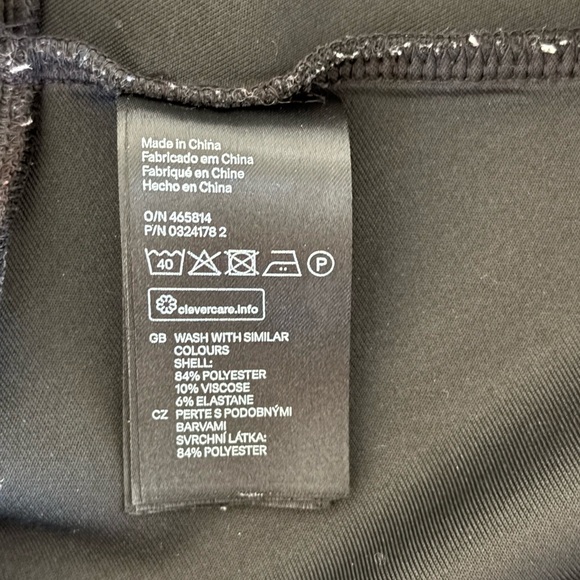 Made in China
Fabricado em China
Fabriqué en Chine
Hecho en China
O/N 465814
P/N 0324178 2
40 P
clevercare.info
GB WASH WITH SIMILAR
COLOURS
SHELL:
84% POLYESTER
10% VISCOSE
6% ELASTANE
CZ PERTE S PODOBNÝMI
BARVAMI
SVRCHNÍ LÁTKA:
84% POLYESTER